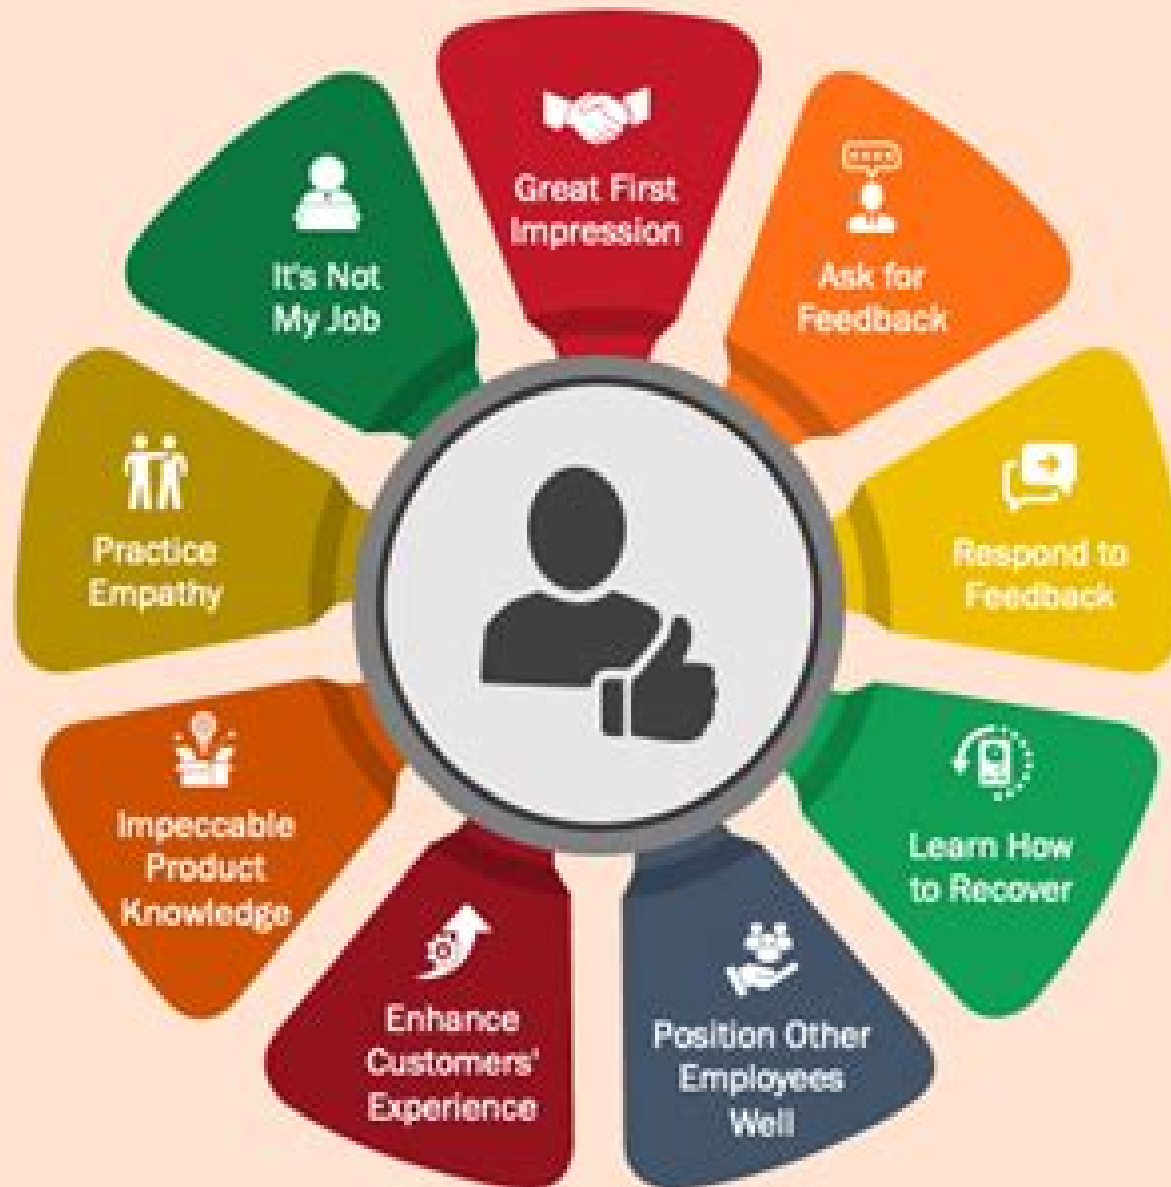 Great First
Impression
Ask for
Feedback
Respond to
Feedback
Learn How
to Recover
Position Other
Employees
Well
Enhance
Customers'
Experience
Impeccable
Product
Knowledge
Practice
Empathy
It's Not
My Job